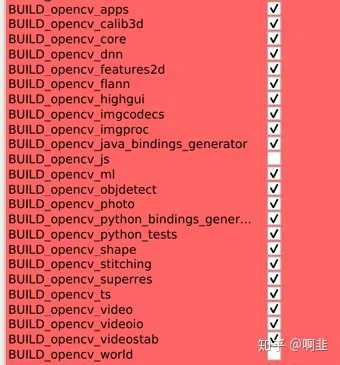 BUILD_opencv_apps
BUILD_opencv_calib3d
BUILD_opencv_core
BUILD_opencv_dnn
BUILD_opencv_features2d
BUILD_opencv_flann
BUILD_opencv_highgui
BUILD_opencv_imgcodecs
BUILD_opencv_imgproc
BUILD_opencv_java_bindings_generator
BUILD_opencv_js
BUILD_opencv_ml
BUILD_opencv_objdetect
BUILD_opencv_photo
BUILD_opencv_python_bindings_gener...
BUILD_opencv_python_tests
BUILD_opencv_shape
BUILD_opencv_stitching
BUILD_opencv_superres
BUILD_opencv_ts
BUILD_opencv_video
BUILD_opencv_videoio
BUILD_opencv_videostab
知乎 @啊韭
BUILD_opencv_world